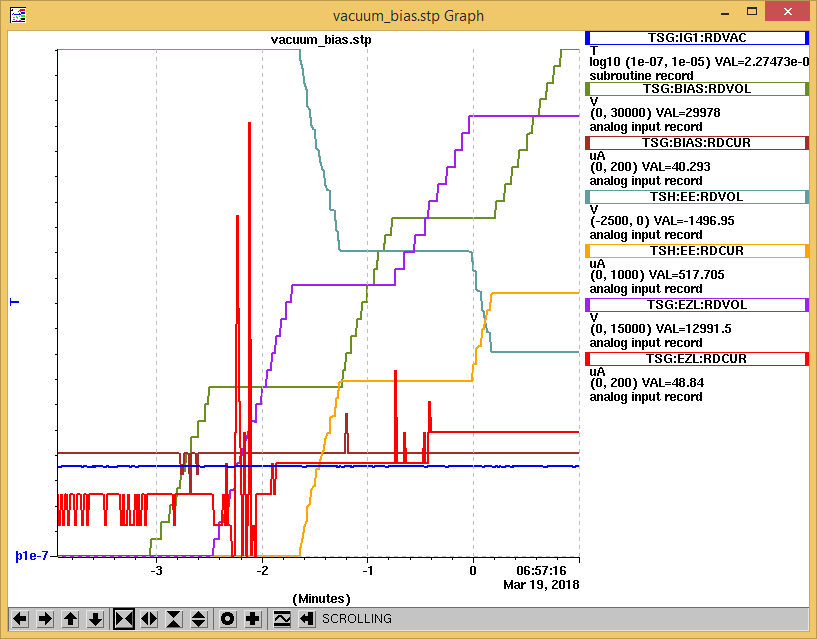 vacuum_bias.stp Graph
vacuum_bias.stp
TSG:IG1:RDVAC
T
log10 (1e-07, 1e-05) VAL=2.27473e-0
subroutine record
TSG:BIAS:RDVOL
V
(0, 30000) VAL=29978
analog input record
TSG:BIAS:RDCUR
uA
(0, 200) VAL=40.293
analog input record
TSH:EE:RDVOL
V
(-2500, 0) VAL=-1496.95
analog input record
TSH:EE:RDCUR
uA
(0, 1000) VAL=517.705
analog input record
TSG:EZL:RDVOL
V
(0, 15000) VAL=12991.5
analog input record
TSG:EZL:RDCUR
uA
(0, 200) VAL=48.84
analog input record
T
1e-7
-3 -2 -1 0 06:57:16
Mar 19, 2018
(Minutes)
SCROLLING